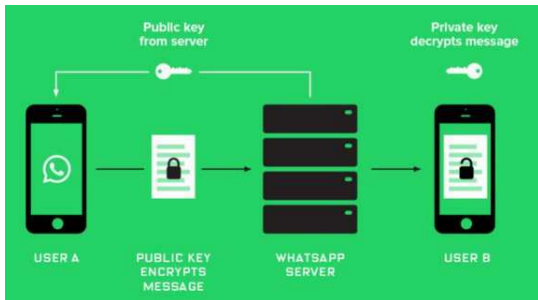 Public key
from server
Private key
decrypts message
USER A
PUBLIC KEY
ENCRYPTS
MESSAGE
WHATSAPP
SERVER
USER B